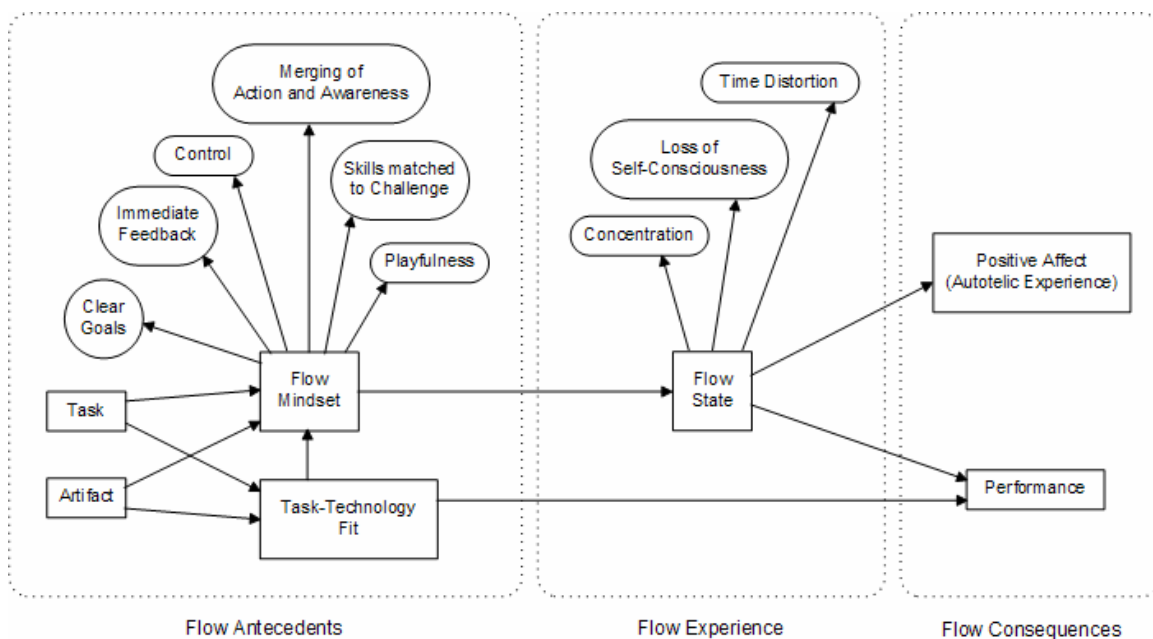 Merging of
Action and Awareness
Control
Skills matched
to Challenge
Immediate
Feedback
Playfulness
Clear
Goals
Flow
Mindset
Task
Artifact
Task-Technology
Fit
Flow Antecedents
Time Distortion
Loss of
Self-Consciousness
Concentration
Flow
State
Flow Experience
Positive Affect
(Autotelic Experience)
Performance
Flow Consequences